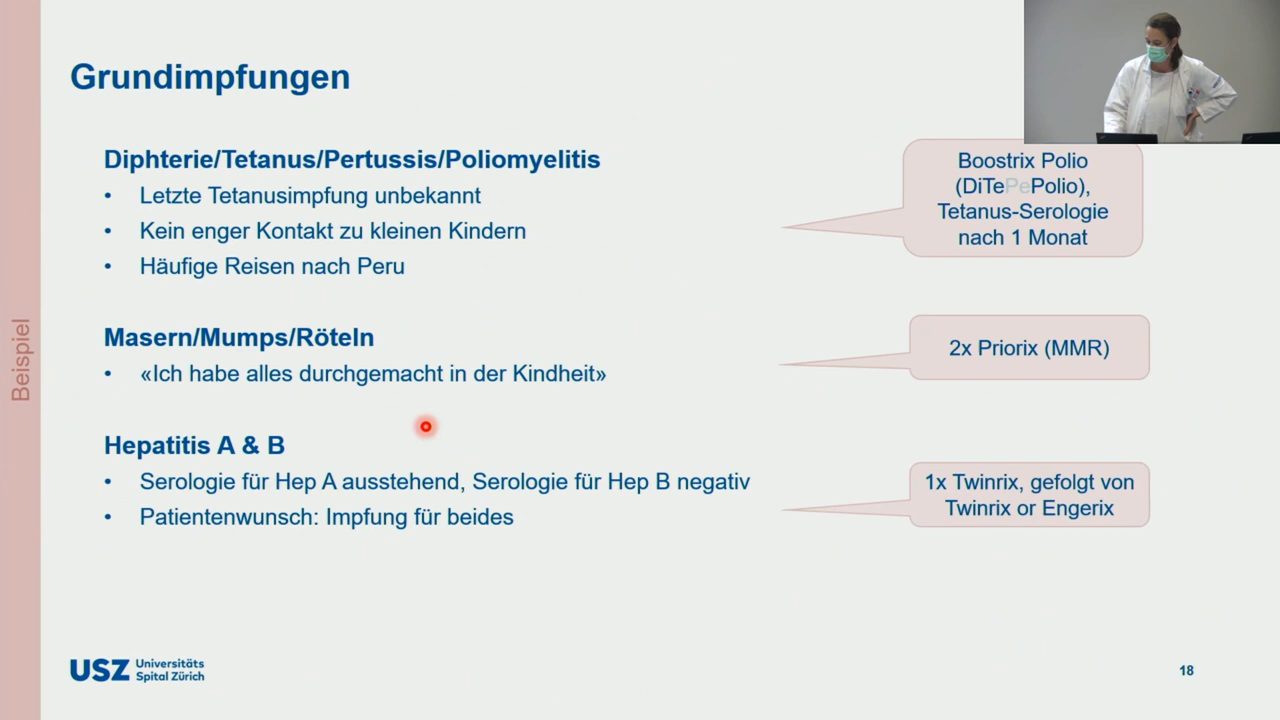 Grundimpfungen
Diphterie/Tetanus/Pertussis/Poliomyelitis
• Letzte Tetanusimpfung unbekannt
• Kein enger Kontakt zu kleinen Kindern
• Häufige Reisen nach Peru
Boostrix Polio
(DiTePePolio),
Tetanus-Serologie
nach 1 Monat
Masern/Mumps/Röteln
• «Ich habe alles durchgemacht in der Kindheit»
2x Priorix (MMR)
Hepatitis A & B
• Serologie für Hep A ausstehend, Serologie für Hep B negativ
• Patientenwunsch: Impfung für beides
1x Twinrix, gefolgt von
Twinrix or Engerix
Beispiel
USZ Universitäts
Spital Zürich
18